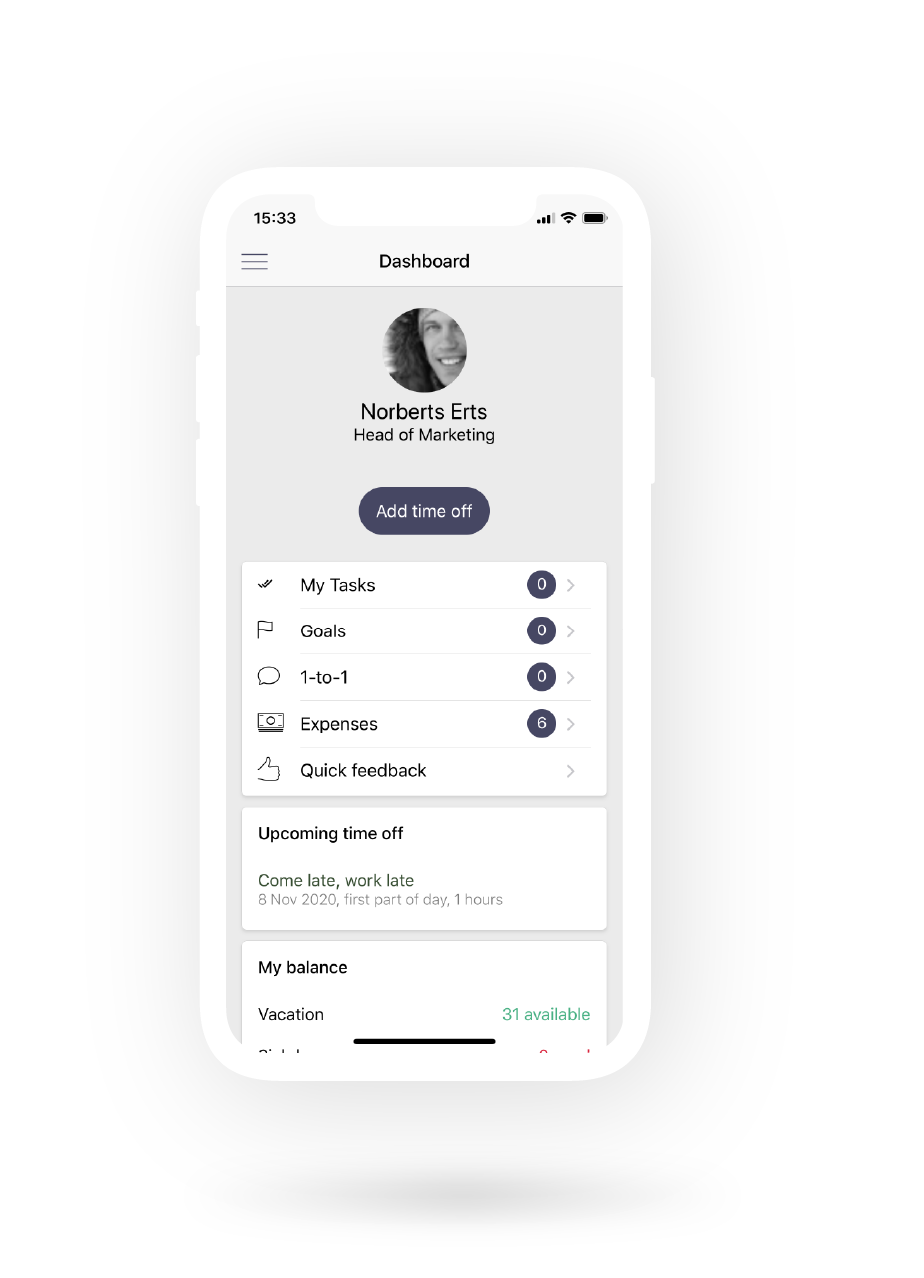 15:33
Dashboard
Norberts Erts
Head of Marketing
Add time off
My Tasks 0
Goals 0
1-to-1 0
Expenses 6
Quick feedback
Upcoming time off
Come late, work late
8 Nov 2020, first part of day, 1 hours
My balance
Vacation 31 available